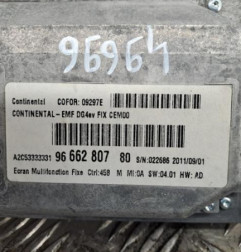 96964
Continental COFOR: 09297E
CONTINENTAL-EMF DG4ev FIX CEM00
A2C53333331 96 662 807 80 S/N:022686 2011/09/01
Ecran Multifonction Fixe Ctrl:458 M MI:0A SW:04.01 HW: AD